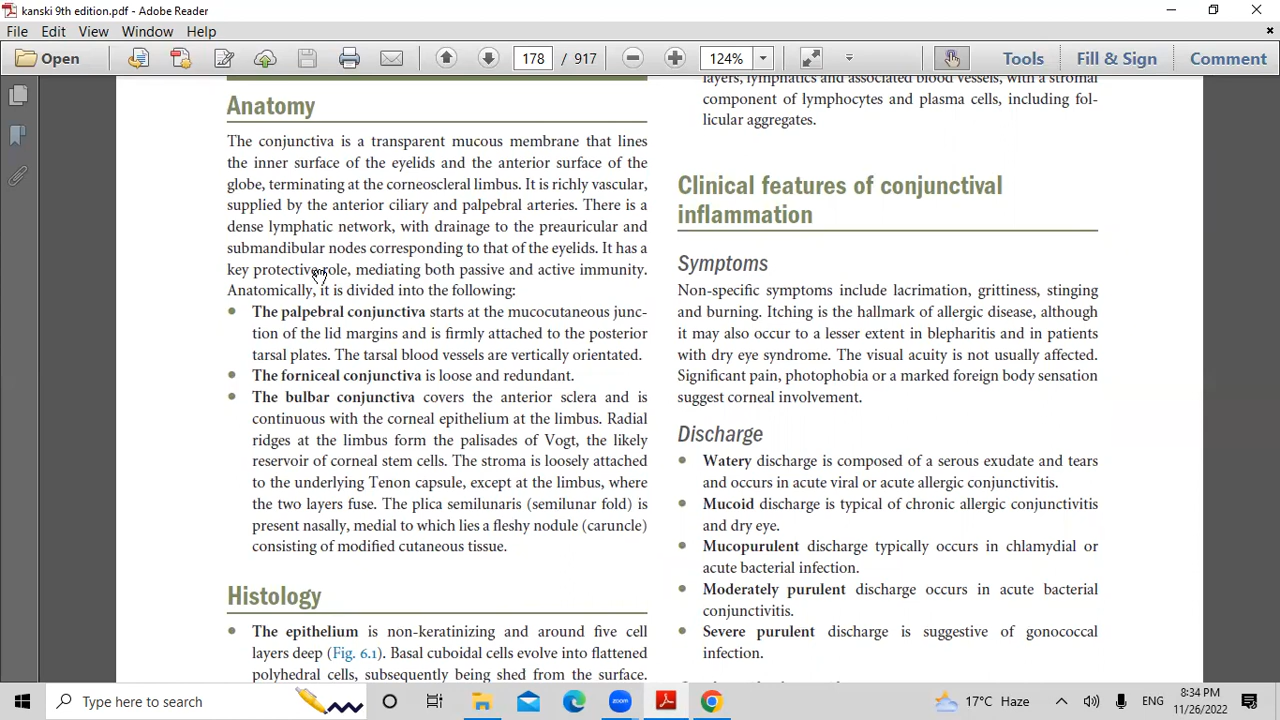 kanski 9th edition.pdf - Adobe Reader
File Edit View Window Help
Open 178 / 917 124% Tools Fill & Sign Comment
Anatomy
The conjunctiva is a transparent mucous membrane that lines
the inner surface of the eyelids and the anterior surface of the
globe, terminating at the corneoscleral limbus. It is richly vascular,
supplied by the anterior ciliary and palpebral arteries. There is a
dense lymphatic network, with drainage to the preauricular and
submandibular nodes corresponding to that of the eyelids. It has a
key protective role, mediating both passive and active immunity.
Anatomically, it is divided into the following:
• The palpebral conjunctiva starts at the mucocutaneous junc-
tion of the lid margins and is firmly attached to the posterior
tarsal plates. The tarsal blood vessels are vertically orientated.
• The forniceal conjunctiva is loose and redundant.
• The bulbar conjunctiva covers the anterior sclera and is
continuous with the corneal epithelium at the limbus. Radial
ridges at the limbus form the palisades of Vogt, the likely
reservoir of corneal stem cells. The stroma is loosely attached
to the underlying Tenon capsule, except at the limbus, where
the two layers fuse. The plica semilunaris (semilunar fold) is
present nasally, medial to which lies a fleshy nodule (caruncle)
consisting of modified cutaneous tissue.
Histology
• The epithelium is non-keratinizing and around five cell
layers deep (Fig. 6.1). Basal cuboidal cells evolve into flattened
polyhedral cells, subsequently being shed from the surface.
layers, lymphatics and associated blood vessels, with a stromal
component of lymphocytes and plasma cells, including fol-
licular aggregates.
Clinical features of conjunctival
inflammation
Symptoms
Non-specific symptoms include lacrimation, grittiness, stinging
and burning. Itching is the hallmark of allergic disease, although
it may also occur to a lesser extent in blepharitis and in patients
with dry eye syndrome. The visual acuity is not usually affected.
Significant pain, photophobia or a marked foreign body sensation
suggest corneal involvement.
Discharge
• Watery discharge is composed of a serous exudate and tears
and occurs in acute viral or acute allergic conjunctivitis.
• Mucoid discharge is typical of chronic allergic conjunctivitis
and dry eye.
• Mucopurulent discharge typically occurs in chlamydial or
acute bacterial infection.
• Moderately purulent discharge occurs in acute bacterial
conjunctivitis.
• Severe purulent discharge is suggestive of gonococcal
infection.
Type here to search
17°C Haze
ENG
8:34 PM
11/26/2022